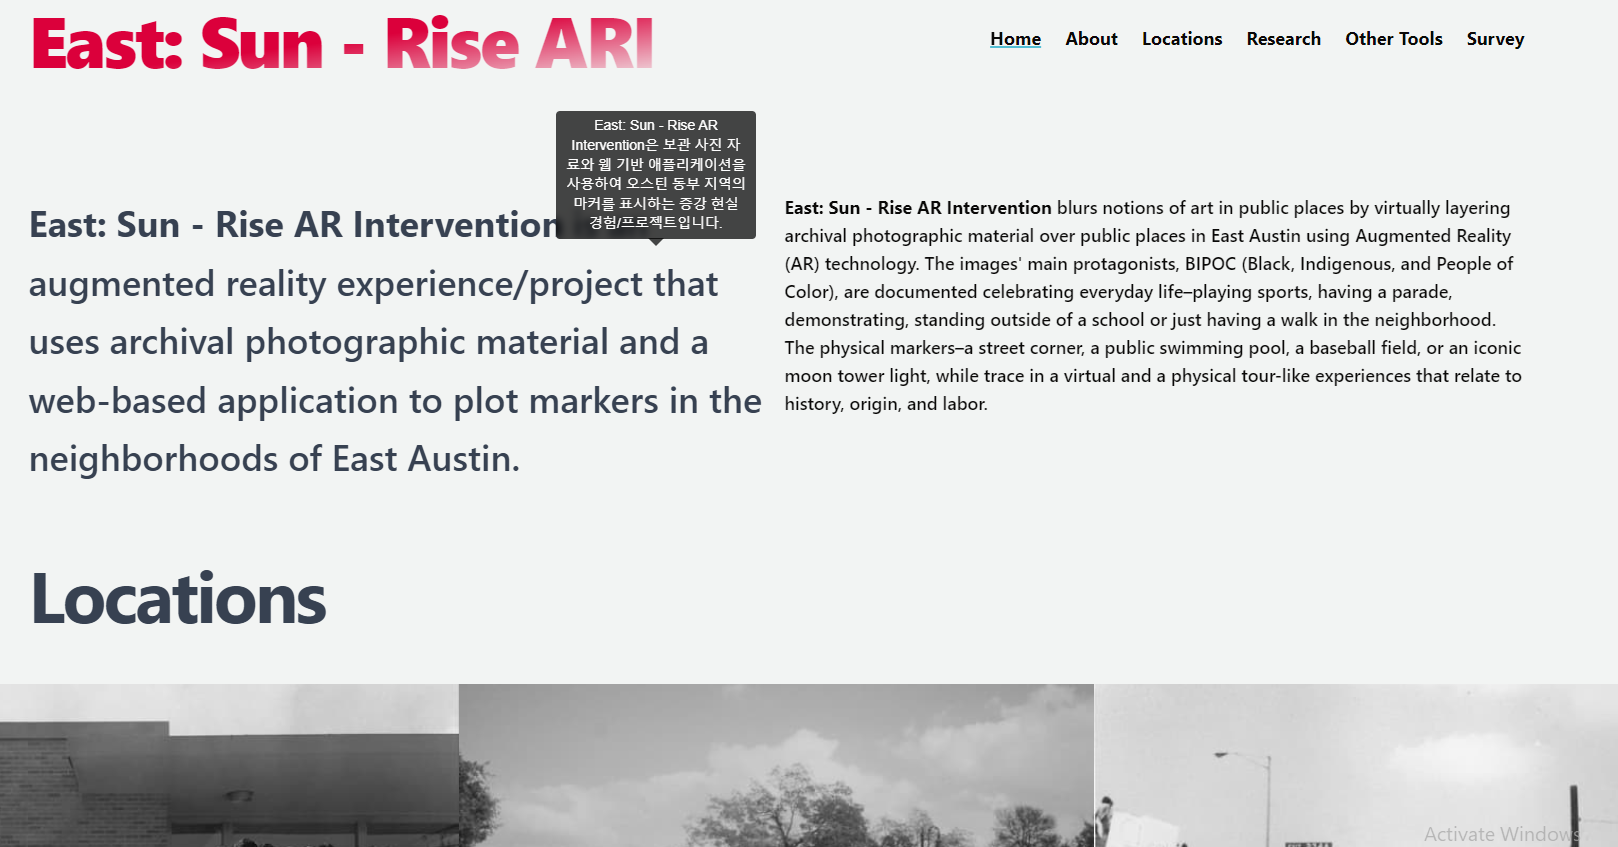 East: Sun - Rise ARI
Home About Locations Research Other Tools Survey
East: Sun - Rise AR
Intervention은 보관 사진 자
료와 웹 기반 애플리케이션을
사용하여 오스틴 동부 지역의
마커를 표시하는 증강 현실
경험/프로젝트입니다.
East: Sun - Rise AR Intervention
augmented reality experience/project that
uses archival photographic material and a
web-based application to plot markers in the
neighborhoods of East Austin.
East: Sun - Rise AR Intervention blurs notions of art in public places by virtually layering
archival photographic material over public places in East Austin using Augmented Reality
(AR) technology. The images' main protagonists, BIPOC (Black, Indigenous, and People of
Color), are documented celebrating everyday life–playing sports, having a parade,
demonstrating, standing outside of a school or just having a walk in the neighborhood.
The physical markers–a street corner, a public swimming pool, a baseball field, or an iconic
moon tower light, while trace in a virtual and a physical tour-like experiences that relate to
history, origin, and labor.
Locations
Activate Windows